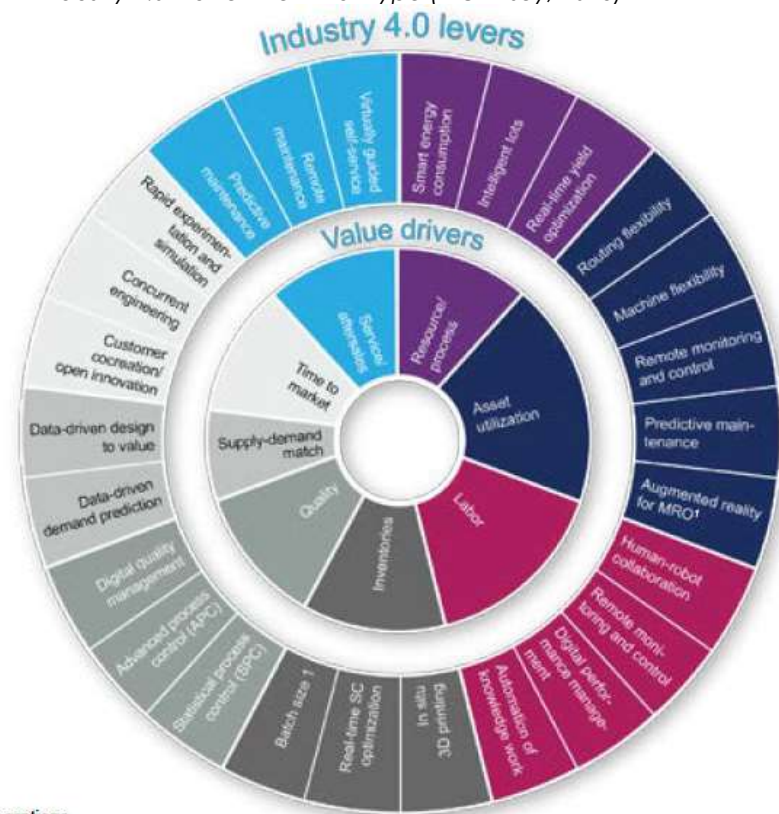 Industry 4.0 levers
Smart energy
consumption
Intelligent lots
Real-time yield
optimization
Routing flexibility
Machine flexibility
Remote monitoring
and control
Predictive main-
tenance
Augmented reality
for MRO¹
Human-robot
collaboration
Remote moni-
toring and control
Digital perfor-
mance manage-
ment
Automation of
knowledge work
In situ
3D printing
Real-time SC
optimization
Batch size 1
Statistical process
control (SPC)
Advanced process
control (APC)
Digital quality
management
Data-driven
demand prediction
Data-driven design
to value
Customer
cocreation/
open innovation
Concurrent
engineering
Rapid experimen-
tation and
simulation
Predictive
maintenance
Remote
maintenance
Virtually guided
self-service
Value drivers
Resource/
process
Asset
utilization
Labor
Inventories
Quality
Supply-demand
match
Time to
market
Service/
aftersales